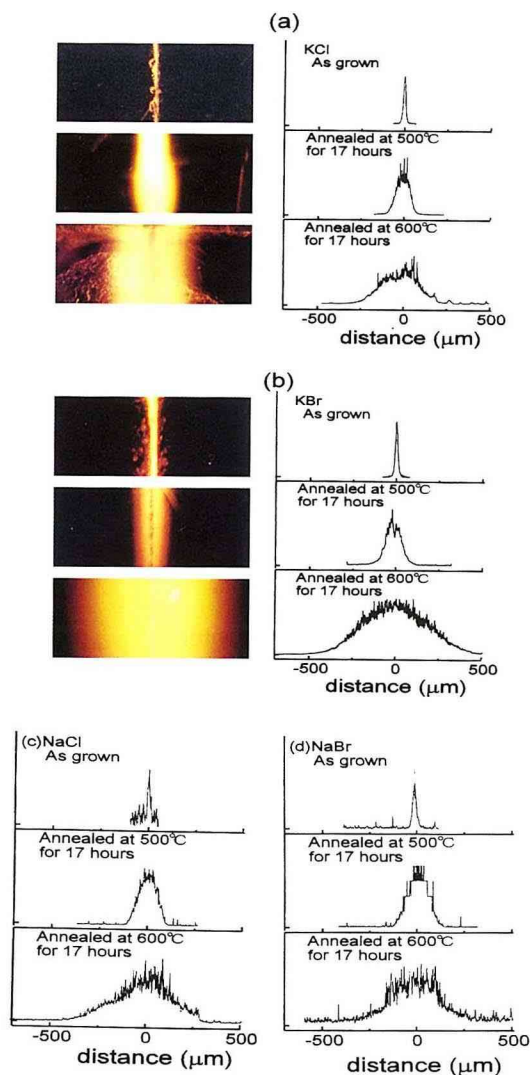 (a)
KCl
As grown
Annealed at 500℃
for 17 hours
Annealed at 600℃
for 17 hours
-500 0 500
distance (μm)
(b)
KBr
As grown
Annealed at 500℃
for 17 hours
Annealed at 600℃
for 17 hours
-500 0 500
distance (μm)
(c)NaCl
As grown
Annealed at 500℃
for 17 hours
Annealed at 600℃
for 17 hours
-500 0 500
distance (μm)
(d)NaBr
As grown
Annealed at 500℃
for 17 hours
Annealed at 600℃
for 17 hours
-500 0 500
distance (μm)